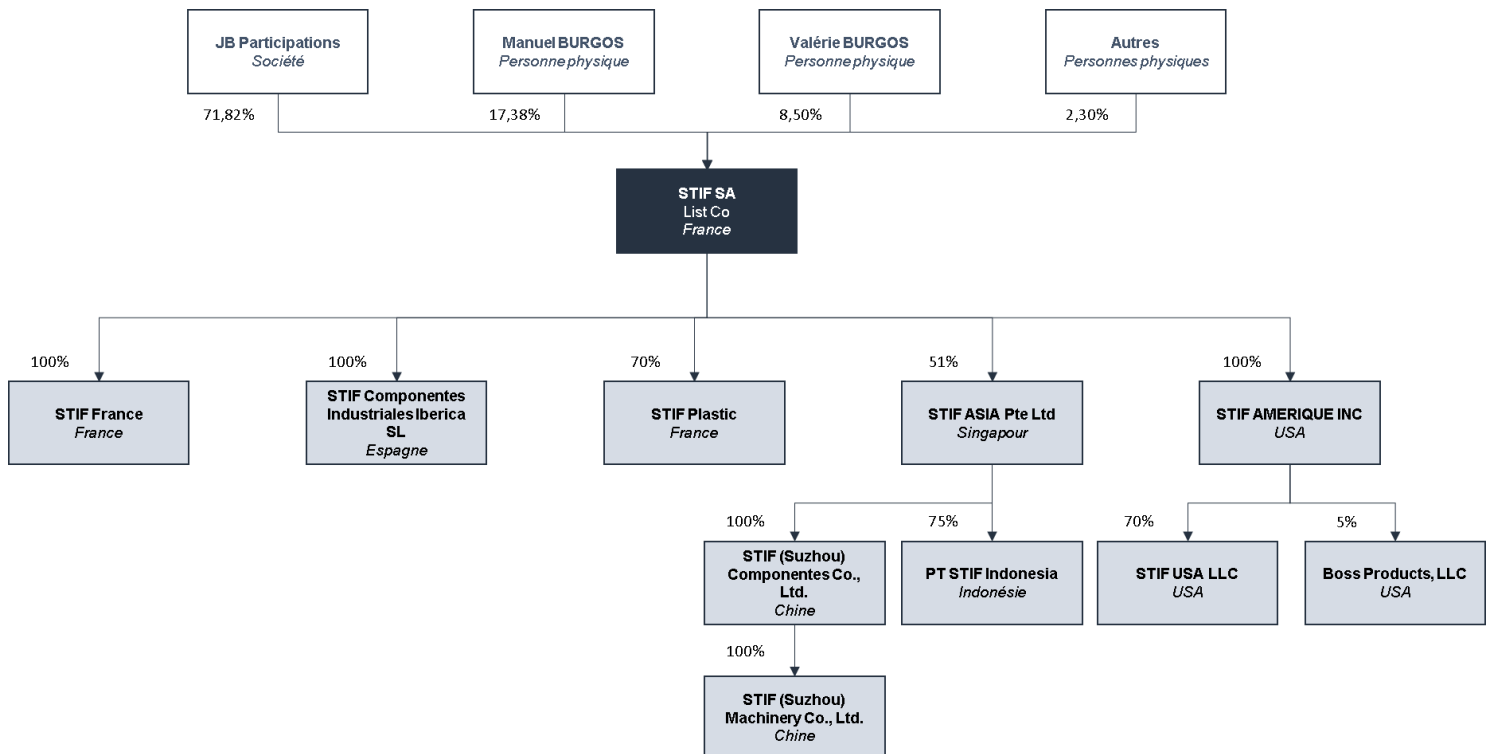 JB Participations
Société
Manuel BURGOS
Personne physique
Valérie BURGOS
Personne physique
Autres
Personnes physiques
71,82%
17,38%
8,50%
2,30%
STIF SA
List Co
France
100%
100%
70%
51%
100%
STIF France
France
STIF Componentes
Industriales Iberica
SL
Espagne
STIF Plastic
France
STIF ASIA Pte Ltd
Singapour
STIF AMERIQUE INC
USA
100%
75%
70%
5%
STIF (Suzhou)
Componentes Co.,
Ltd.
Chine
PT STIF Indonesia
Indonésie
STIF USA LLC
USA
Boss Products, LLC
USA
100%
STIF (Suzhou)
Machinery Co., Ltd.
Chine